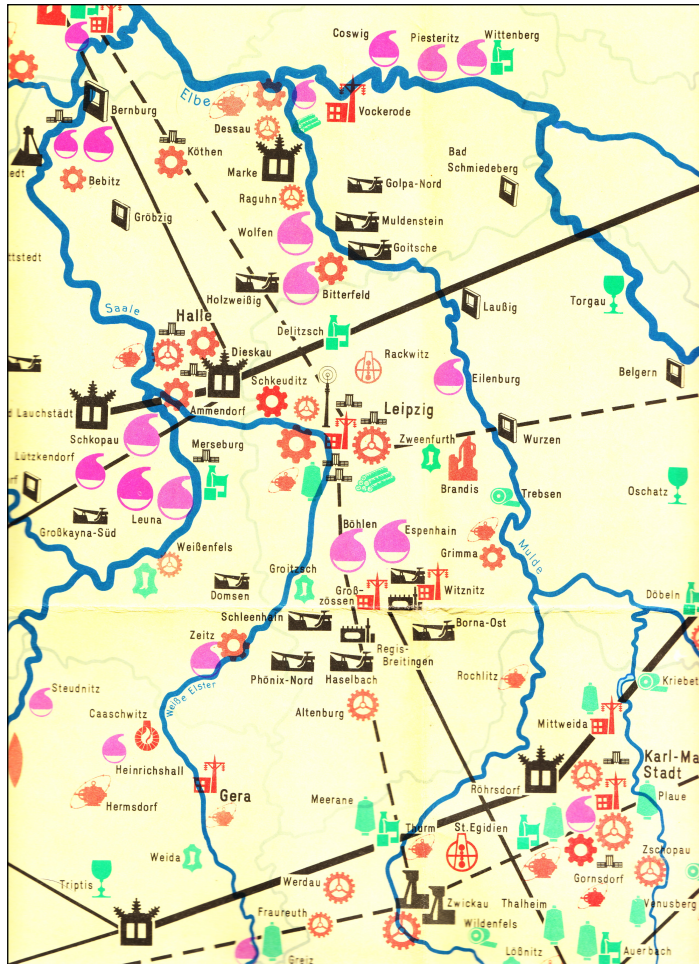 Coswig
Piesteritz
Wittenberg
Elbe
Bernburg
Vockerode
Dessau
Köthen
Marke
Bad
Schmiedeberg
Bebitz
Golpa-Nord
Raguhn
Gröbzig
Muldenstein
Wolfen
Goitsche
ttstedt
Holzweißig
Bitterfeld
Saale
Halle
Laußig
Torgau
Delitzsch
Dieskau
Rackwitz
Schkeuditz
Eilenburg
Belgern
d Lauchstädt
Ammendorf
Leipzig
Schkopau
Merseburg
Zweenfurth
Wurzen
Lützkendorf
Brandis
Trebsen
Oschatz
Leuna
Großkayna-Süd
Böhlen
Espenhain
Weißenfels
Grimma
Mulde
Groitzsch
Domsen
Groß-
zössen
Witznitz
Döbeln
Schleenhain
Borna-Ost
Zeitz
Regis-
Breitingen
Phönix-Nord
Haselbach
Rochlitz
Kriebet
Steudnitz
Weiße Elster
Altenburg
Caaschwitz
Mittweida
Heinrichshall
Karl-Ma
Stadt
Röhrsdorf
Gera
Plaue
Hermsdorf
Meerane
Thurm
St.Egidien
Zschopau
Weida
Gornsdorf
Triptis
Werdau
Zwickau
Thalheim
Venusberg
Fraureuth
Wildenfels
Greiz
Lößnitz
Auerbach